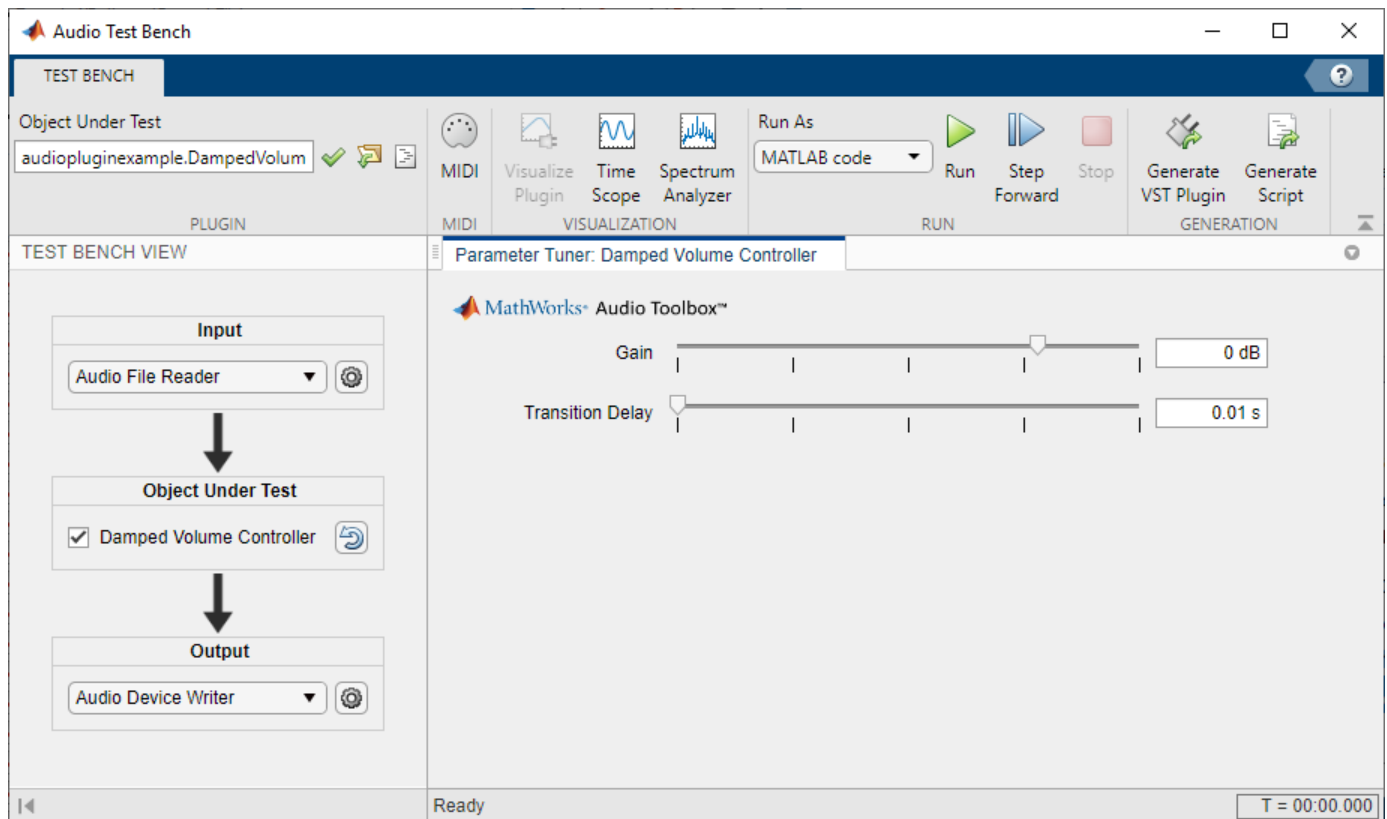 Audio Test Bench
TEST BENCH
?
Object Under Test
audiopluginexample.DampedVolum
PLUGIN
MIDI
MIDI
Visualize
Plugin
Time
Scope
Spectrum
Analyzer
VISUALIZATION
Run As
MATLAB code
Run
Step
Forward
Stop
RUN
Generate
VST Plugin
Generate
Script
GENERATION
TEST BENCH VIEW
Parameter Tuner: Damped Volume Controller
Input
Audio File Reader
Object Under Test
Damped Volume Controller
Output
Audio Device Writer
MathWorks® Audio Toolbox™
Gain
0 dB
Transition Delay
0.01 s
Ready
T = 00:00.000